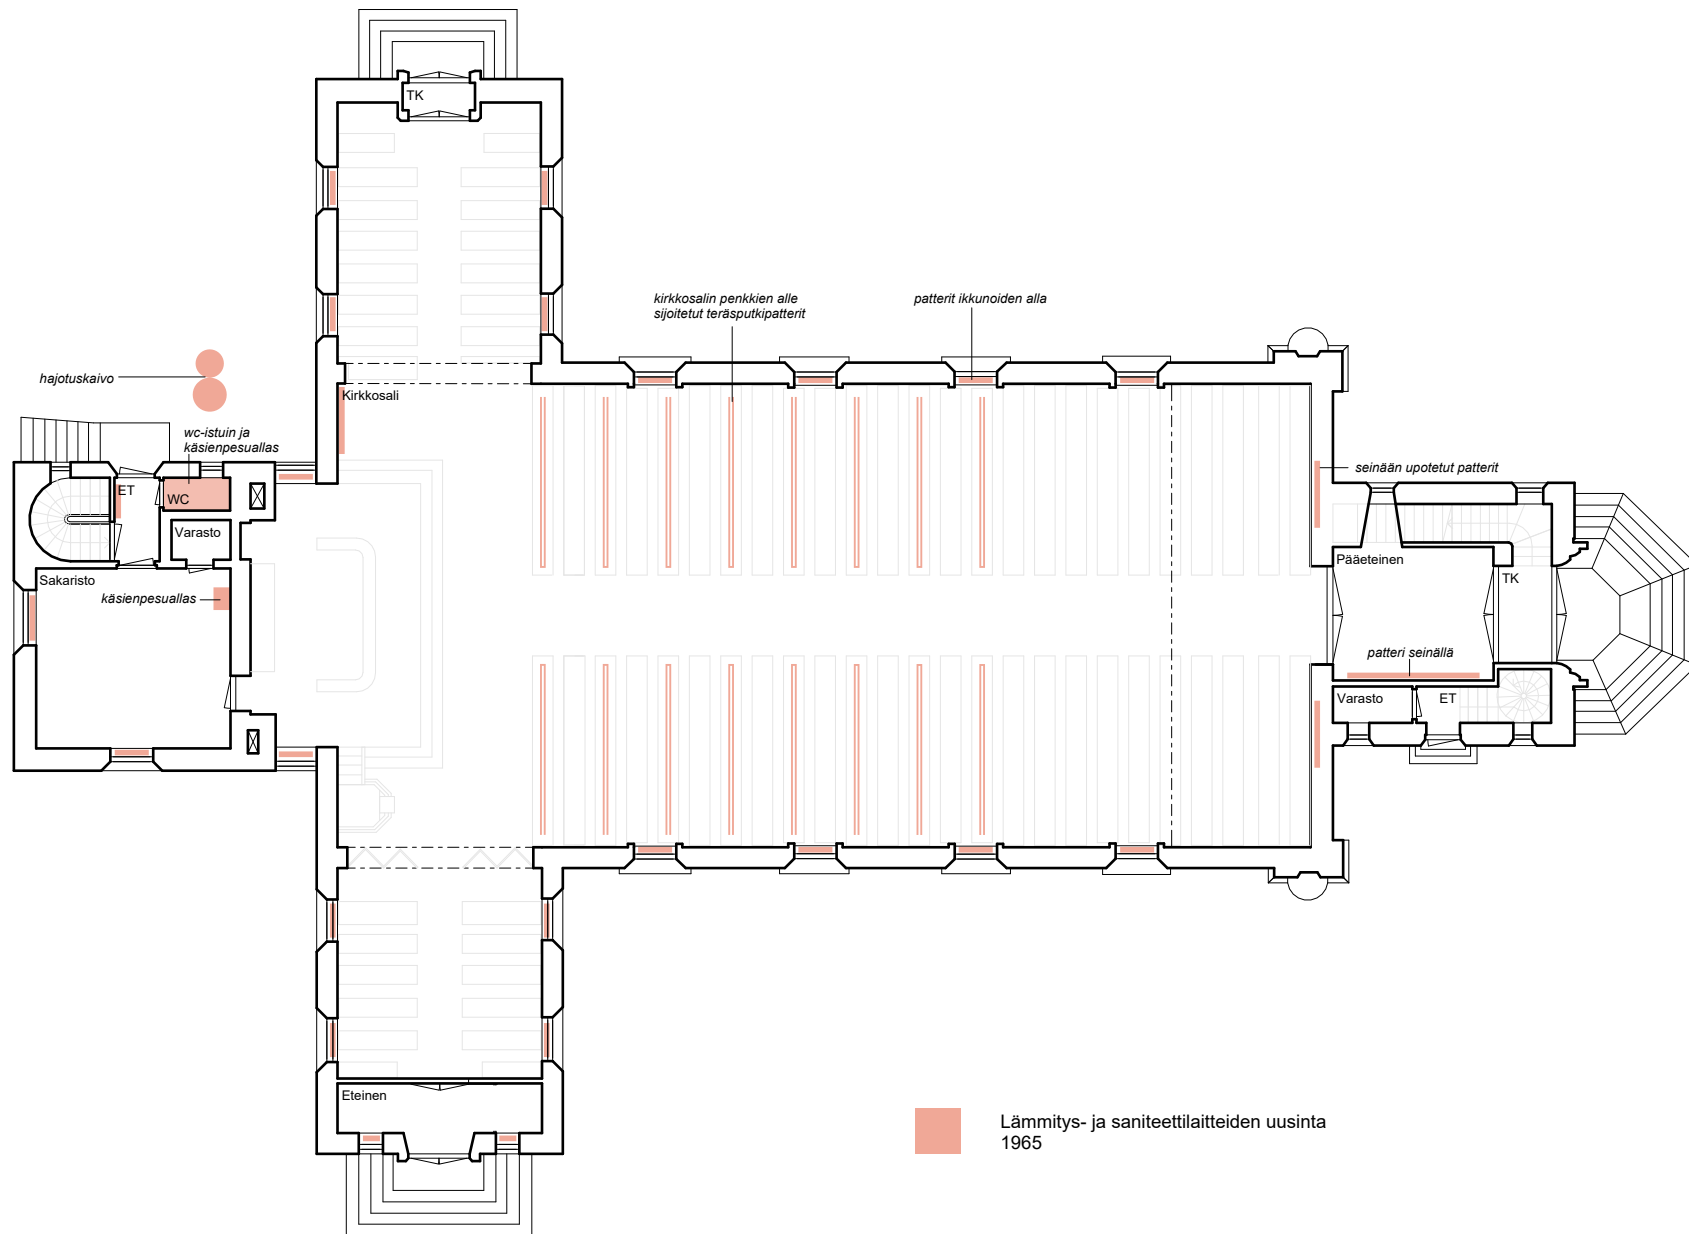 TK
kirkkosalin penkkien alle
sijoitetut teräsputkipatterit
patterit ikkunoiden alla
hajotuskaivo
Kirkkosali
wc-istuin ja
käsienpesuallas
seinään upotetut patterit
ET
WC
Varasto
Pääeteinen
Sakaristo
TK
käsienpesuallas
patteri seinällä
Varasto
ET
Eteinen
Lämmitys- ja saniteettilaitteiden uusinta
1965